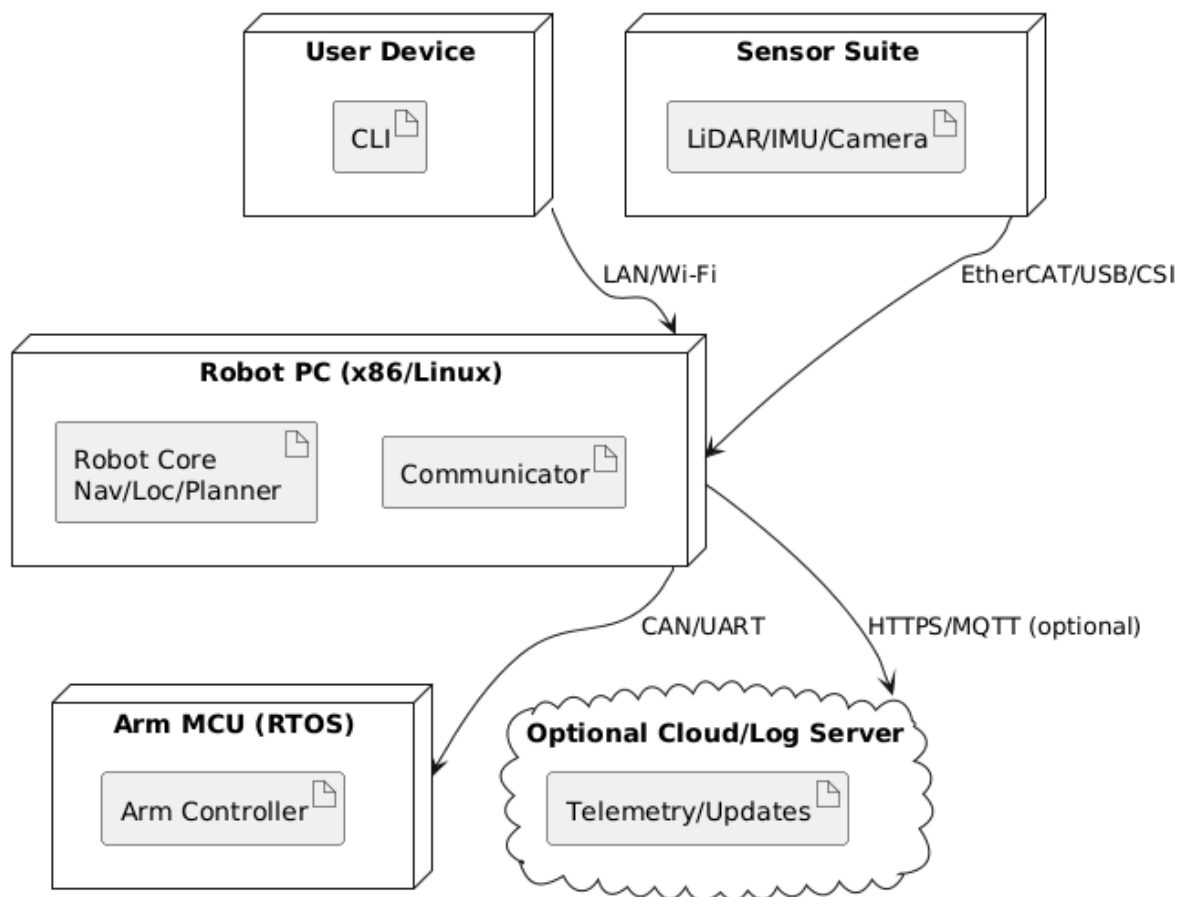 User Device
Sensor Suite
CLI
LiDAR/IMU/Camera
LAN/Wi-Fi
EtherCAT/USB/CSI
Robot PC (x86/Linux)
Robot Core
Nav/Loc/Planner
Communicator
CAN/UART
HTTPS/MQTT (optional)
Arm MCU (RTOS)
Optional Cloud/Log Server
Arm Controller
Telemetry/Updates